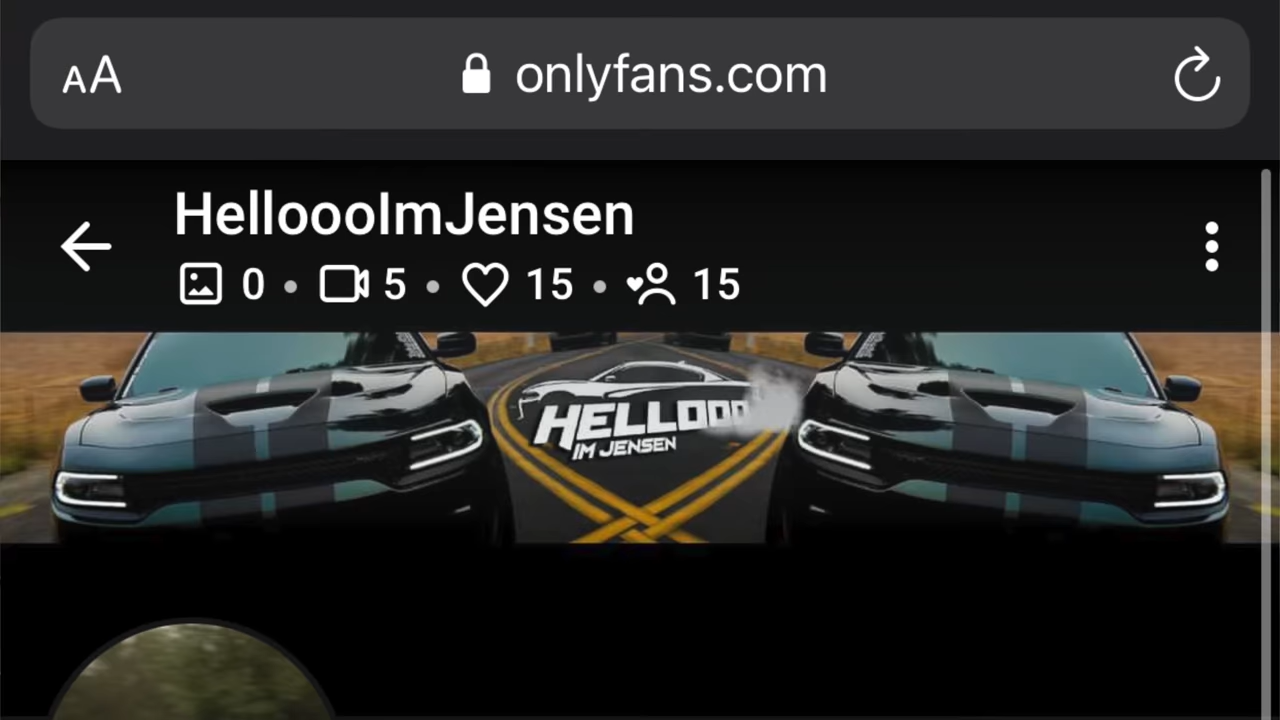 AA
onlyfans.com
HelloooImJensen
0 • 5 • 15 • 15
HELLOOO
IM JENSEN